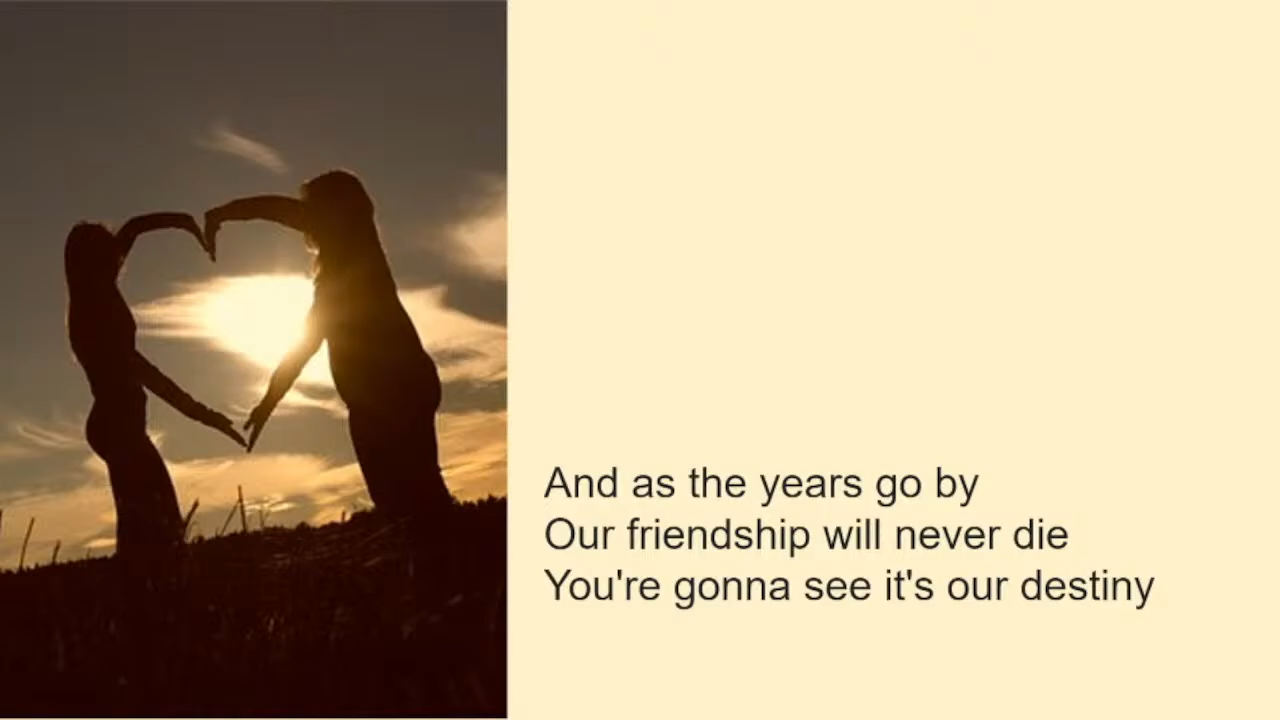 And as the years go by
Our friendship will never die
You're gonna see it's our destiny